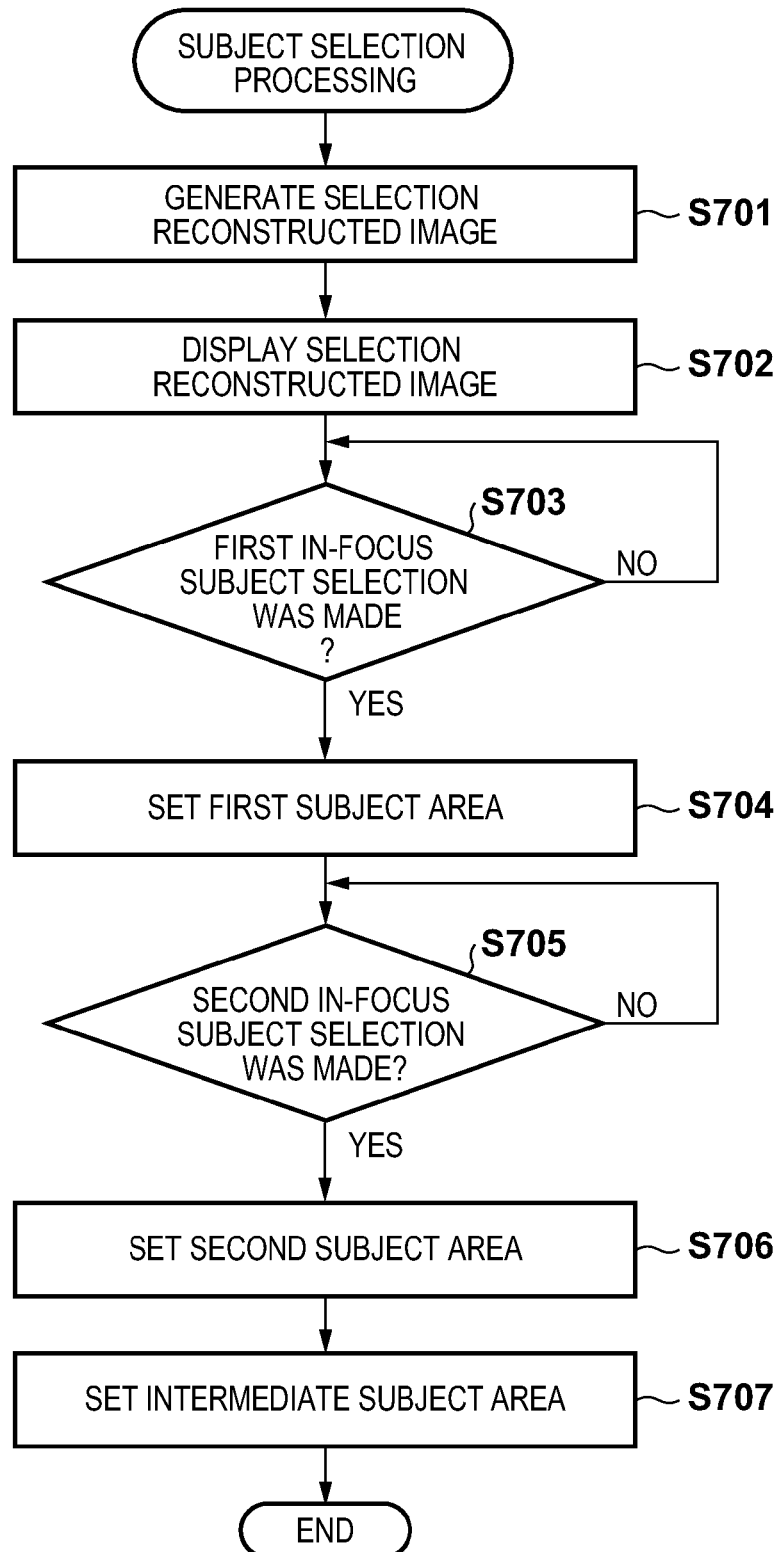 SUBJECT SELECTION
PROCESSING
GENERATE SELECTION
RECONSTRUCTED IMAGE
S701
DISPLAY SELECTION
RECONSTRUCTED IMAGE
S702
S703
FIRST IN-FOCUS
SUBJECT SELECTION
WAS MADE
?
NO
YES
SET FIRST SUBJECT AREA
S704
S705
SECOND IN-FOCUS
SUBJECT SELECTION
WAS MADE?
NO
YES
SET SECOND SUBJECT AREA
S706
SET INTERMEDIATE SUBJECT AREA
S707
END